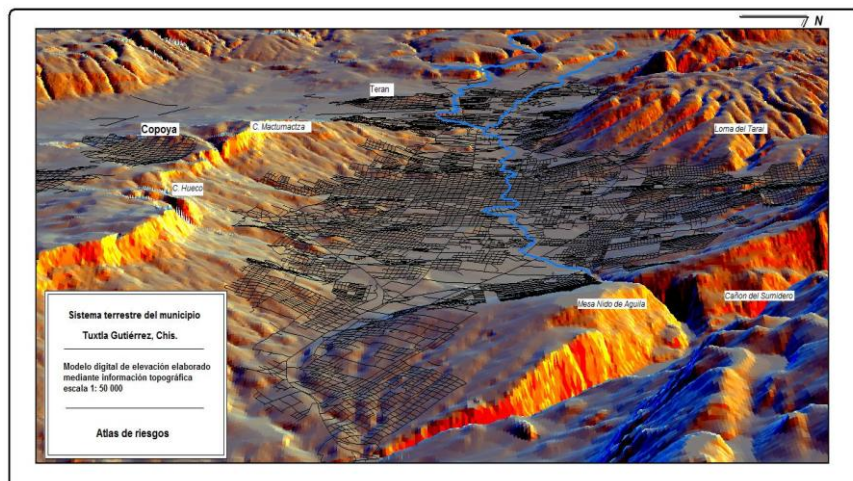 N
Teran
Copoya
C. Mactumactza
Loma del Taral
C. Hueco
Cañon del Sumidero
Mesa Nido de Aguila
Sistema terrestre del municipio
Tuxtla Gutiérrez, Chis.
Modelo digital de elevación elaborado
mediante información topográfica
escala 1: 50 000
Atlas de riesgos